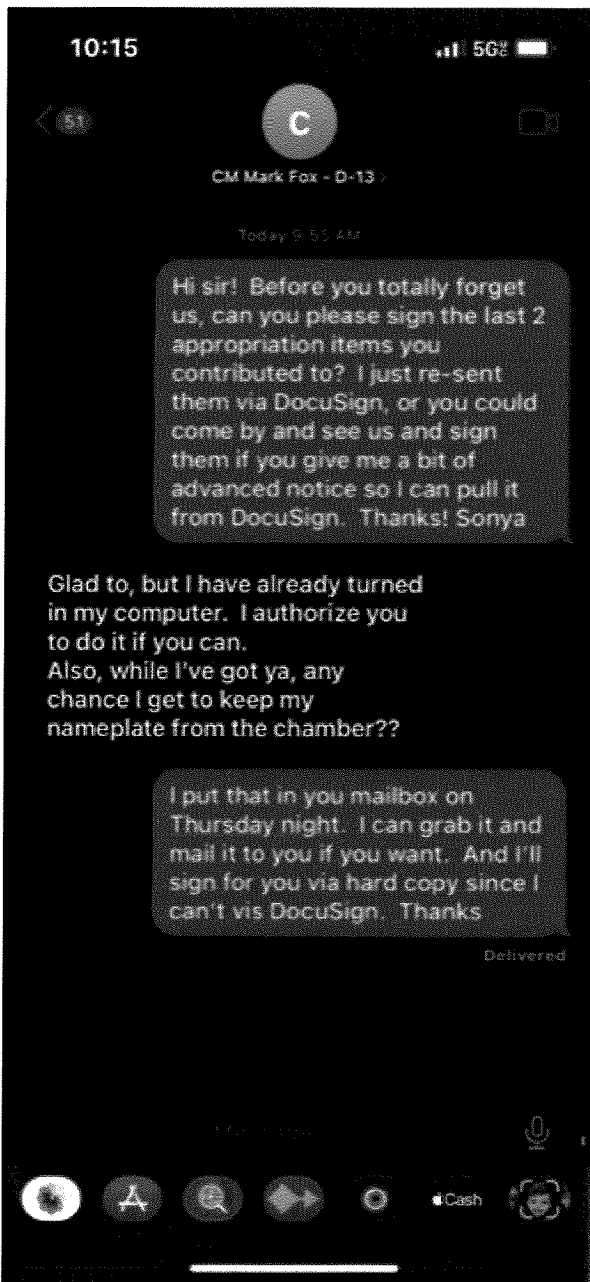 10:15
5G
51
C
CM Mark Fox - D-13 >
Today 9:55 AM
Hi sir!  Before you totally forget
us, can you please sign the last 2
appropriation items you
contributed to?  I just re-sent
them via DocuSign, or you could
come by and see us and sign
them if you give me a bit of
advanced notice so I can pull it
from DocuSign.  Thanks! Sonya
Glad to, but I have already turned
in my computer.  I authorize you
to do it if you can.
Also, while I've got ya, any
chance I get to keep my
nameplate from the chamber??
I put that in you mailbox on
Thursday night.  I can grab it and
mail it to you if you want.  And I'll
sign for you via hard copy since I
can't vis DocuSign.  Thanks
Delivered
Cash